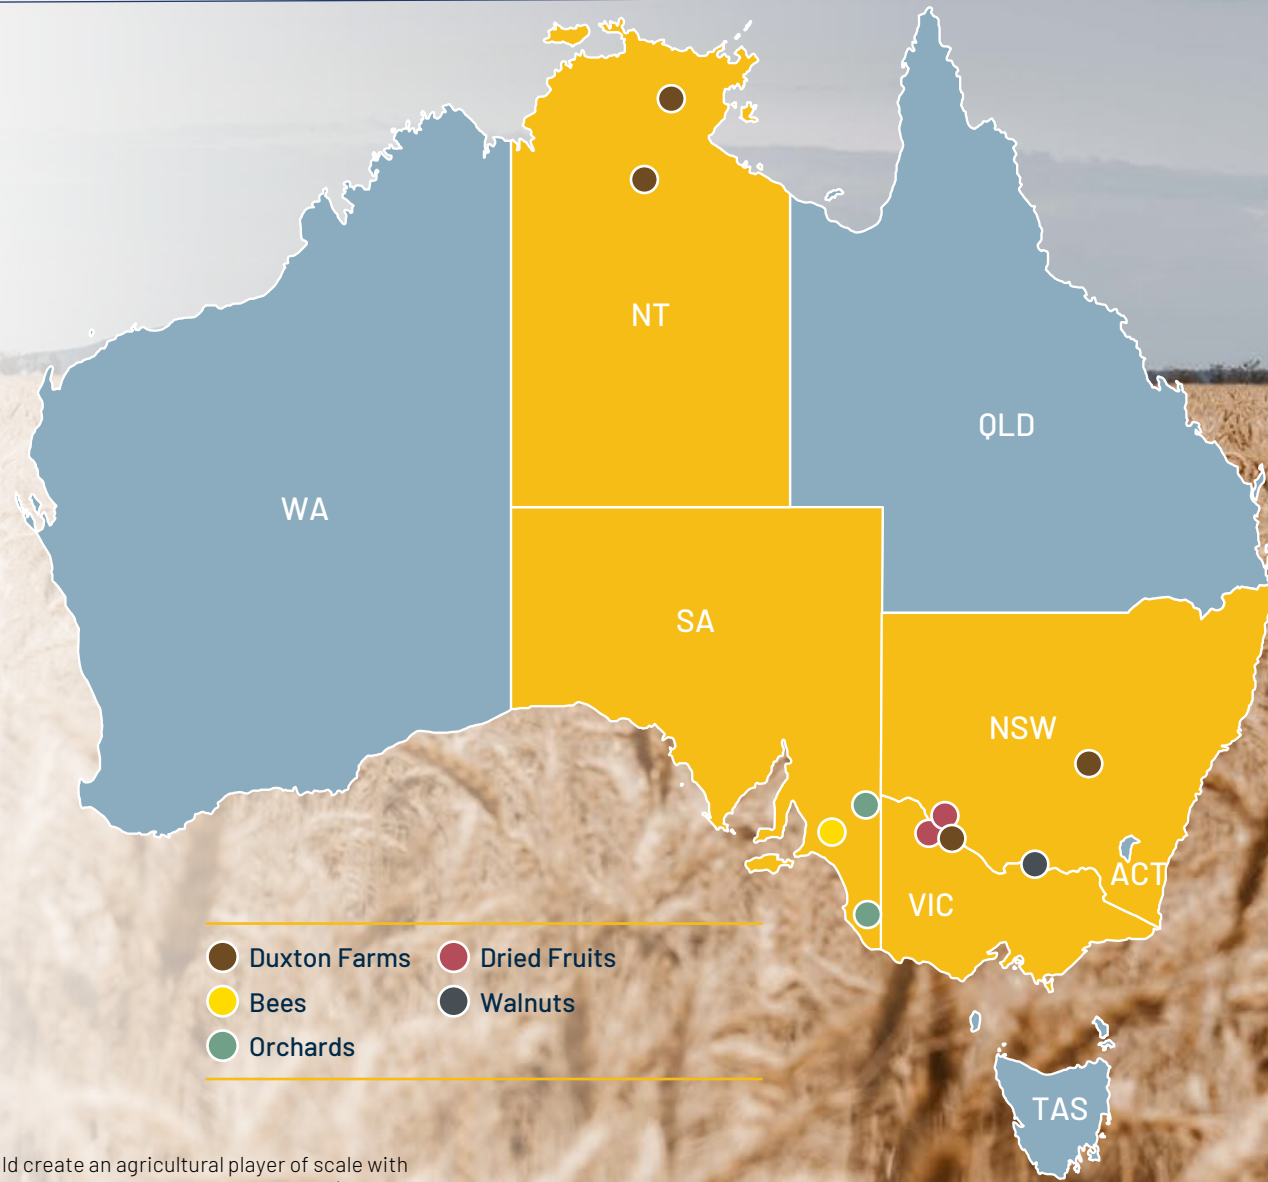 NT
QLD
WA
SA
NSW
ACT
VIC
Duxton Farms
Dried Fruits
Bees
Walnuts
Orchards
TAS
ld create an agricultural player of scale with